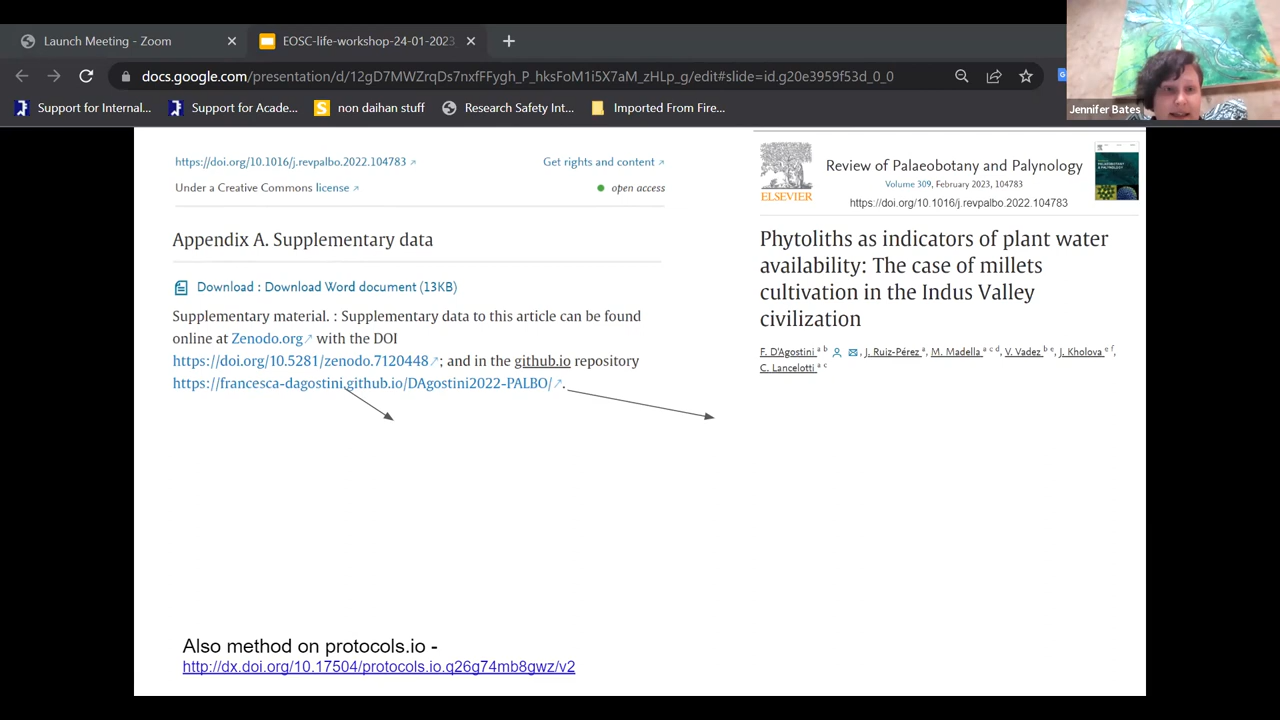 Launch Meeting - Zoom
EOSC-life-workshop-24-01-2023
docs.google.com/presentation/d/12gD7MWZrqDs7nxfFFygh_P_hksFoM1i5X7aM_zHLp_g/edit#slide=id.g20e3959f53d_0_0
Support for Internal...
Support for Acade...
non daihan stuff
Research Safety Int...
Imported From Fire...
Jennifer Bates
https://doi.org/10.1016/j.revpalbo.2022.104783
Get rights and content
Under a Creative Commons license
open access
Appendix A. Supplementary data
Download : Download Word document (13KB)
Supplementary material. : Supplementary data to this article can be found
online at Zenodo.org with the DOI
https://doi.org/10.5281/zenodo.7120448; and in the github.io repository
https://francesca-dagostini.github.io/DAgostini2022-PALBO/.
ELSEVIER
Review of Palaeobotany and Palynology
Volume 309, February 2023, 104783
https://doi.org/10.1016/j.revpalbo.2022.104783
Phytoliths as indicators of plant water
availability: The case of millets
cultivation in the Indus Valley
civilization
F. D'Agostini a b, J. Ruiz-Pérez a, M. Madella a c d, V. Vadez b e, J. Kholova e f,
C. Lancelotti a c
Also method on protocols.io -
http://dx.doi.org/10.17504/protocols.io.q26g74mb8gwz/v2